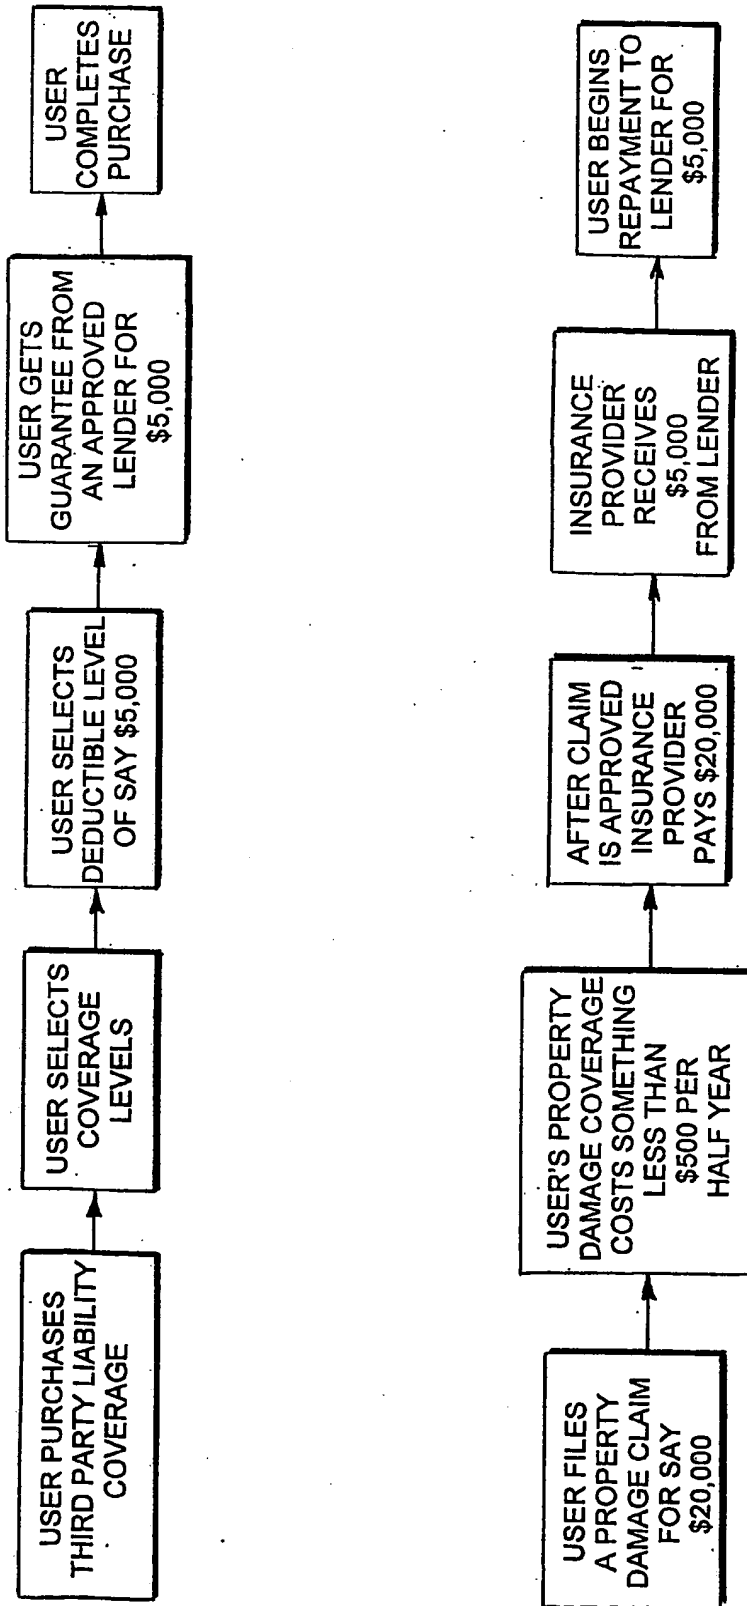 USER PURCHASES
THIRD PARTY LIABILITY
COVERAGE
USER SELECTS
COVERAGE
LEVELS
USER SELECTS
DEDUCTIBLE LEVEL
OF SAY $5,000
USER GETS
GUARANTEE FROM
AN APPROVED
LENDER FOR
$5,000
USER
COMPLETES
PURCHASE
USER FILES
A PROPERTY
DAMAGE CLAIM
FOR SAY
$20,000
USER'S PROPERTY
DAMAGE COVERAGE
COSTS SOMETHING
LESS THAN
$500 PER
HALF YEAR
AFTER CLAIM
IS APPROVED
INSURANCE
PROVIDER
PAYS $20,000
INSURANCE
PROVIDER
RECEIVES
$5,000
FROM LENDER
USER BEGINS
REPAYMENT TO
LENDER FOR
$5,000